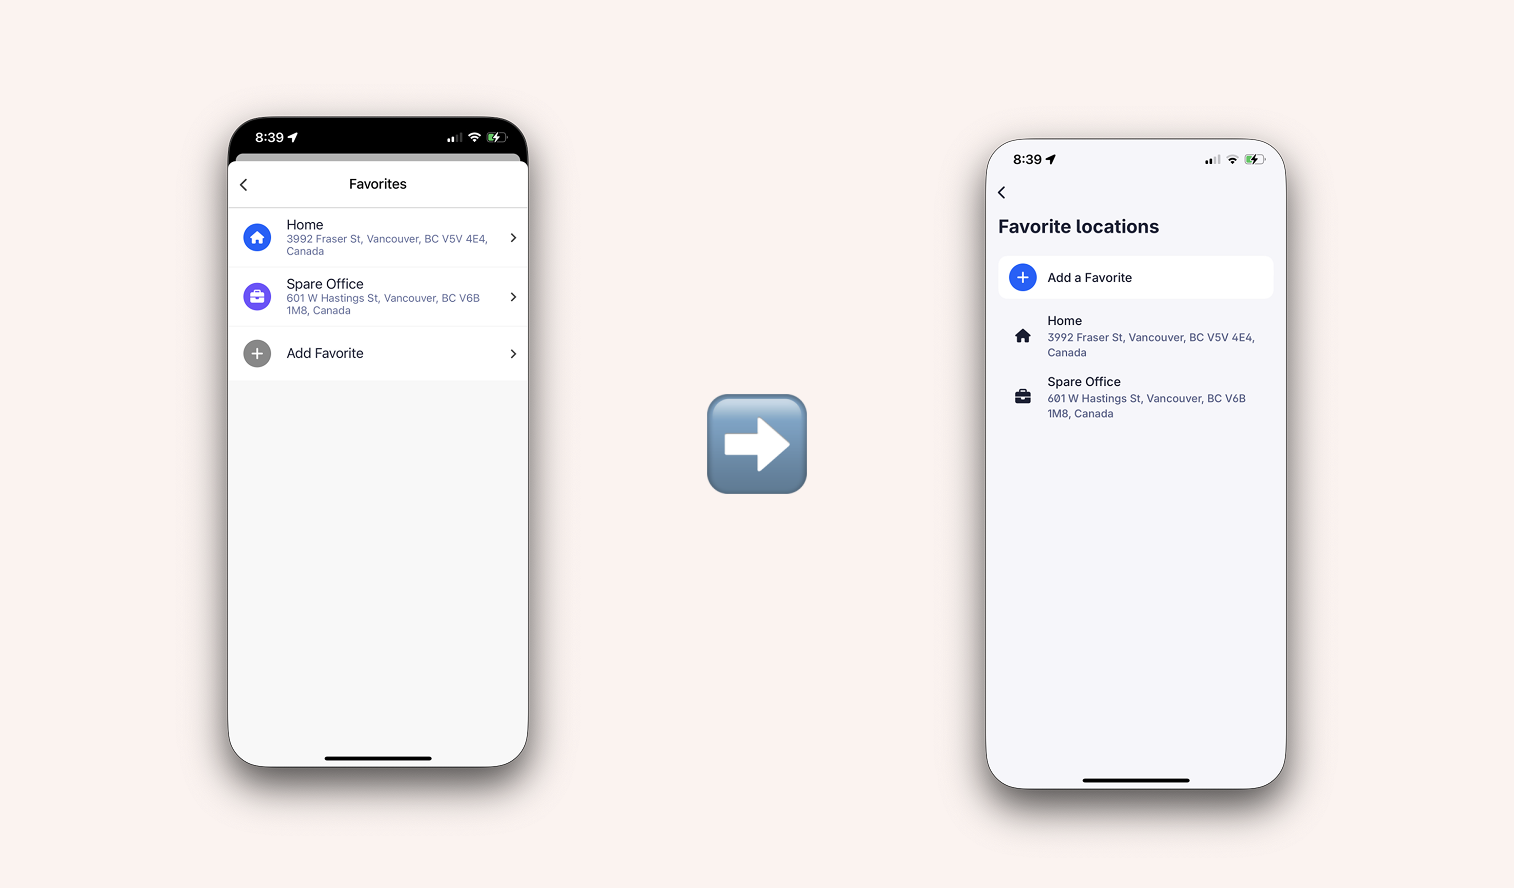 8:39
Favorites
Home
3992 Fraser St, Vancouver, BC V5V 4E4,
Canada
Spare Office
601 W Hastings St, Vancouver, BC V6B
1M8, Canada
Add Favorite
8:39
Favorite locations
Add a Favorite
Home
3992 Fraser St, Vancouver, BC V5V 4E4,
Canada
Spare Office
601 W Hastings St, Vancouver, BC V6B
1M8, Canada